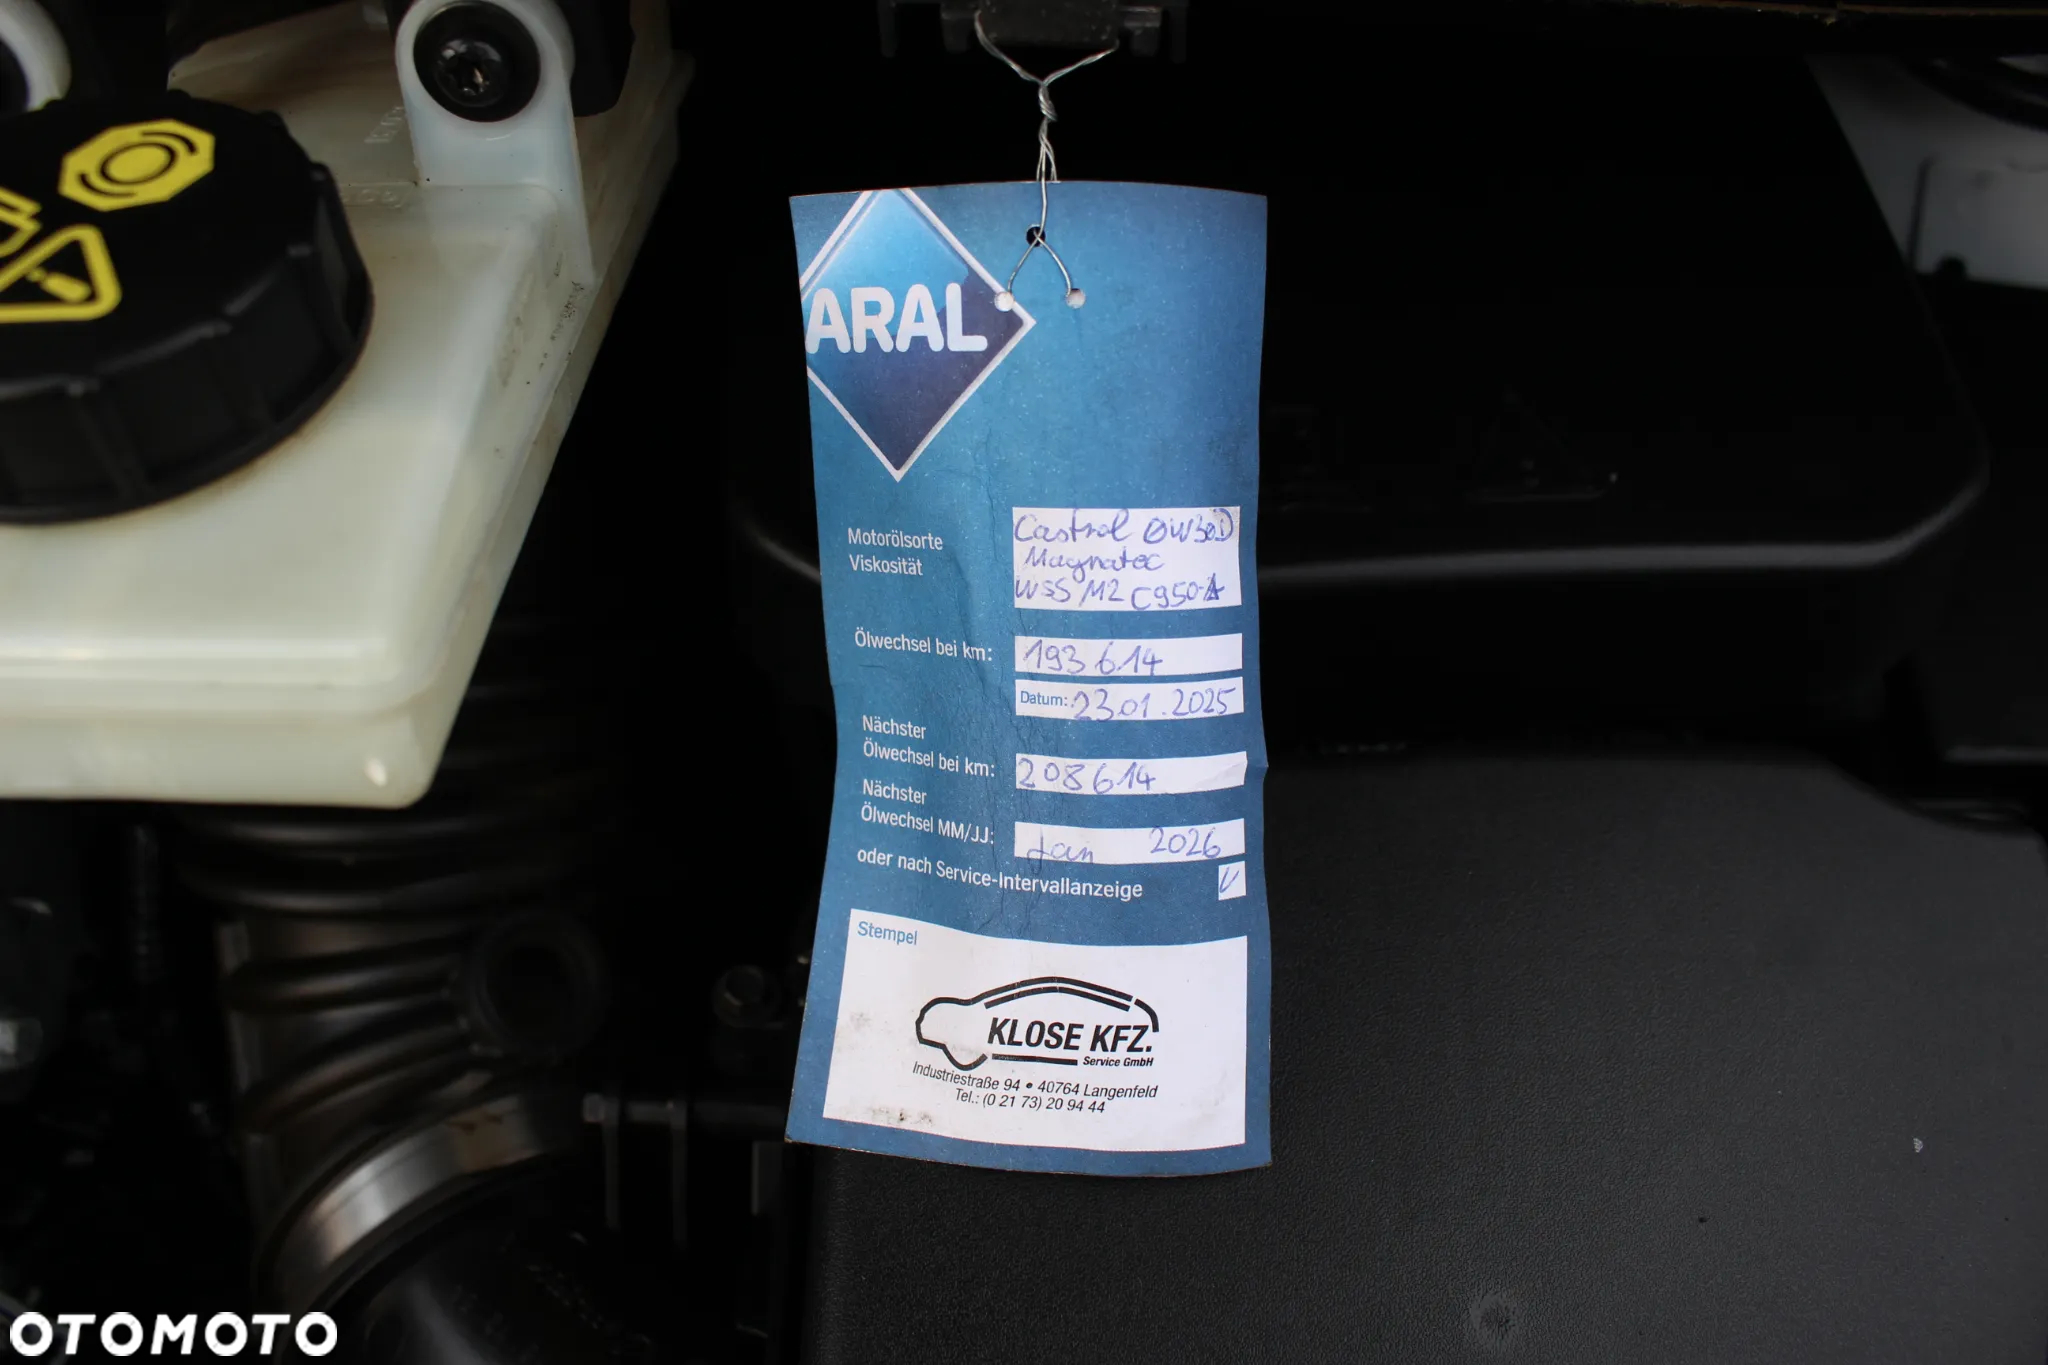 ARAL
Motorölsorte
Viskosität
Castrol 0W30D
Magnatec
WSS M2 C950-A
Ölwechsel bei km:
193614
Datum: 23.01.2025
Nächster
Ölwechsel bei km:
208614
Nächster
Ölwechsel MM/JJ:
Jan 2026
oder nach Service-Intervallanzeige
Stempel
KLOSE KFZ.
Service GmbH
Industriestraße 94 • 40764 Langenfeld
Tel.: (0 21 73) 20 94 44
OTOMOTO